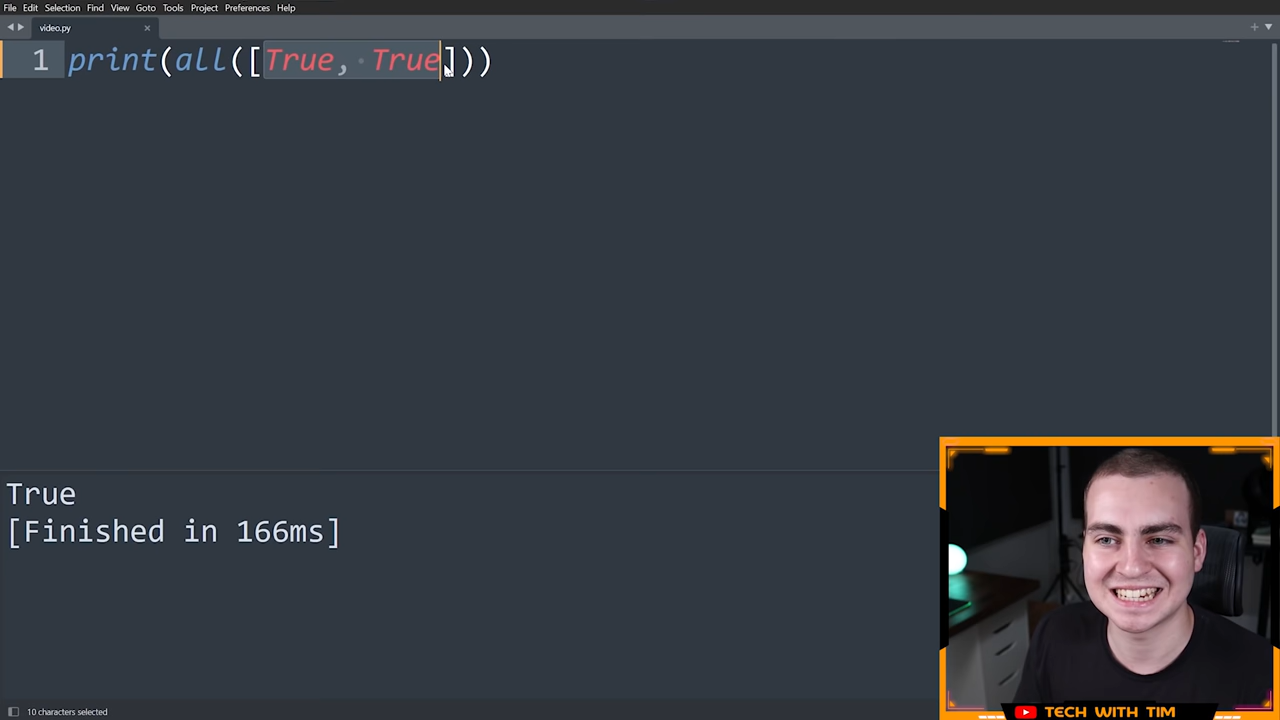 File Edit Selection Find View Goto Tools Project Preferences Help
video.py
1 print(all([True, True]))
True
[Finished in 166ms]
10 characters selected
TECH WITH TIM